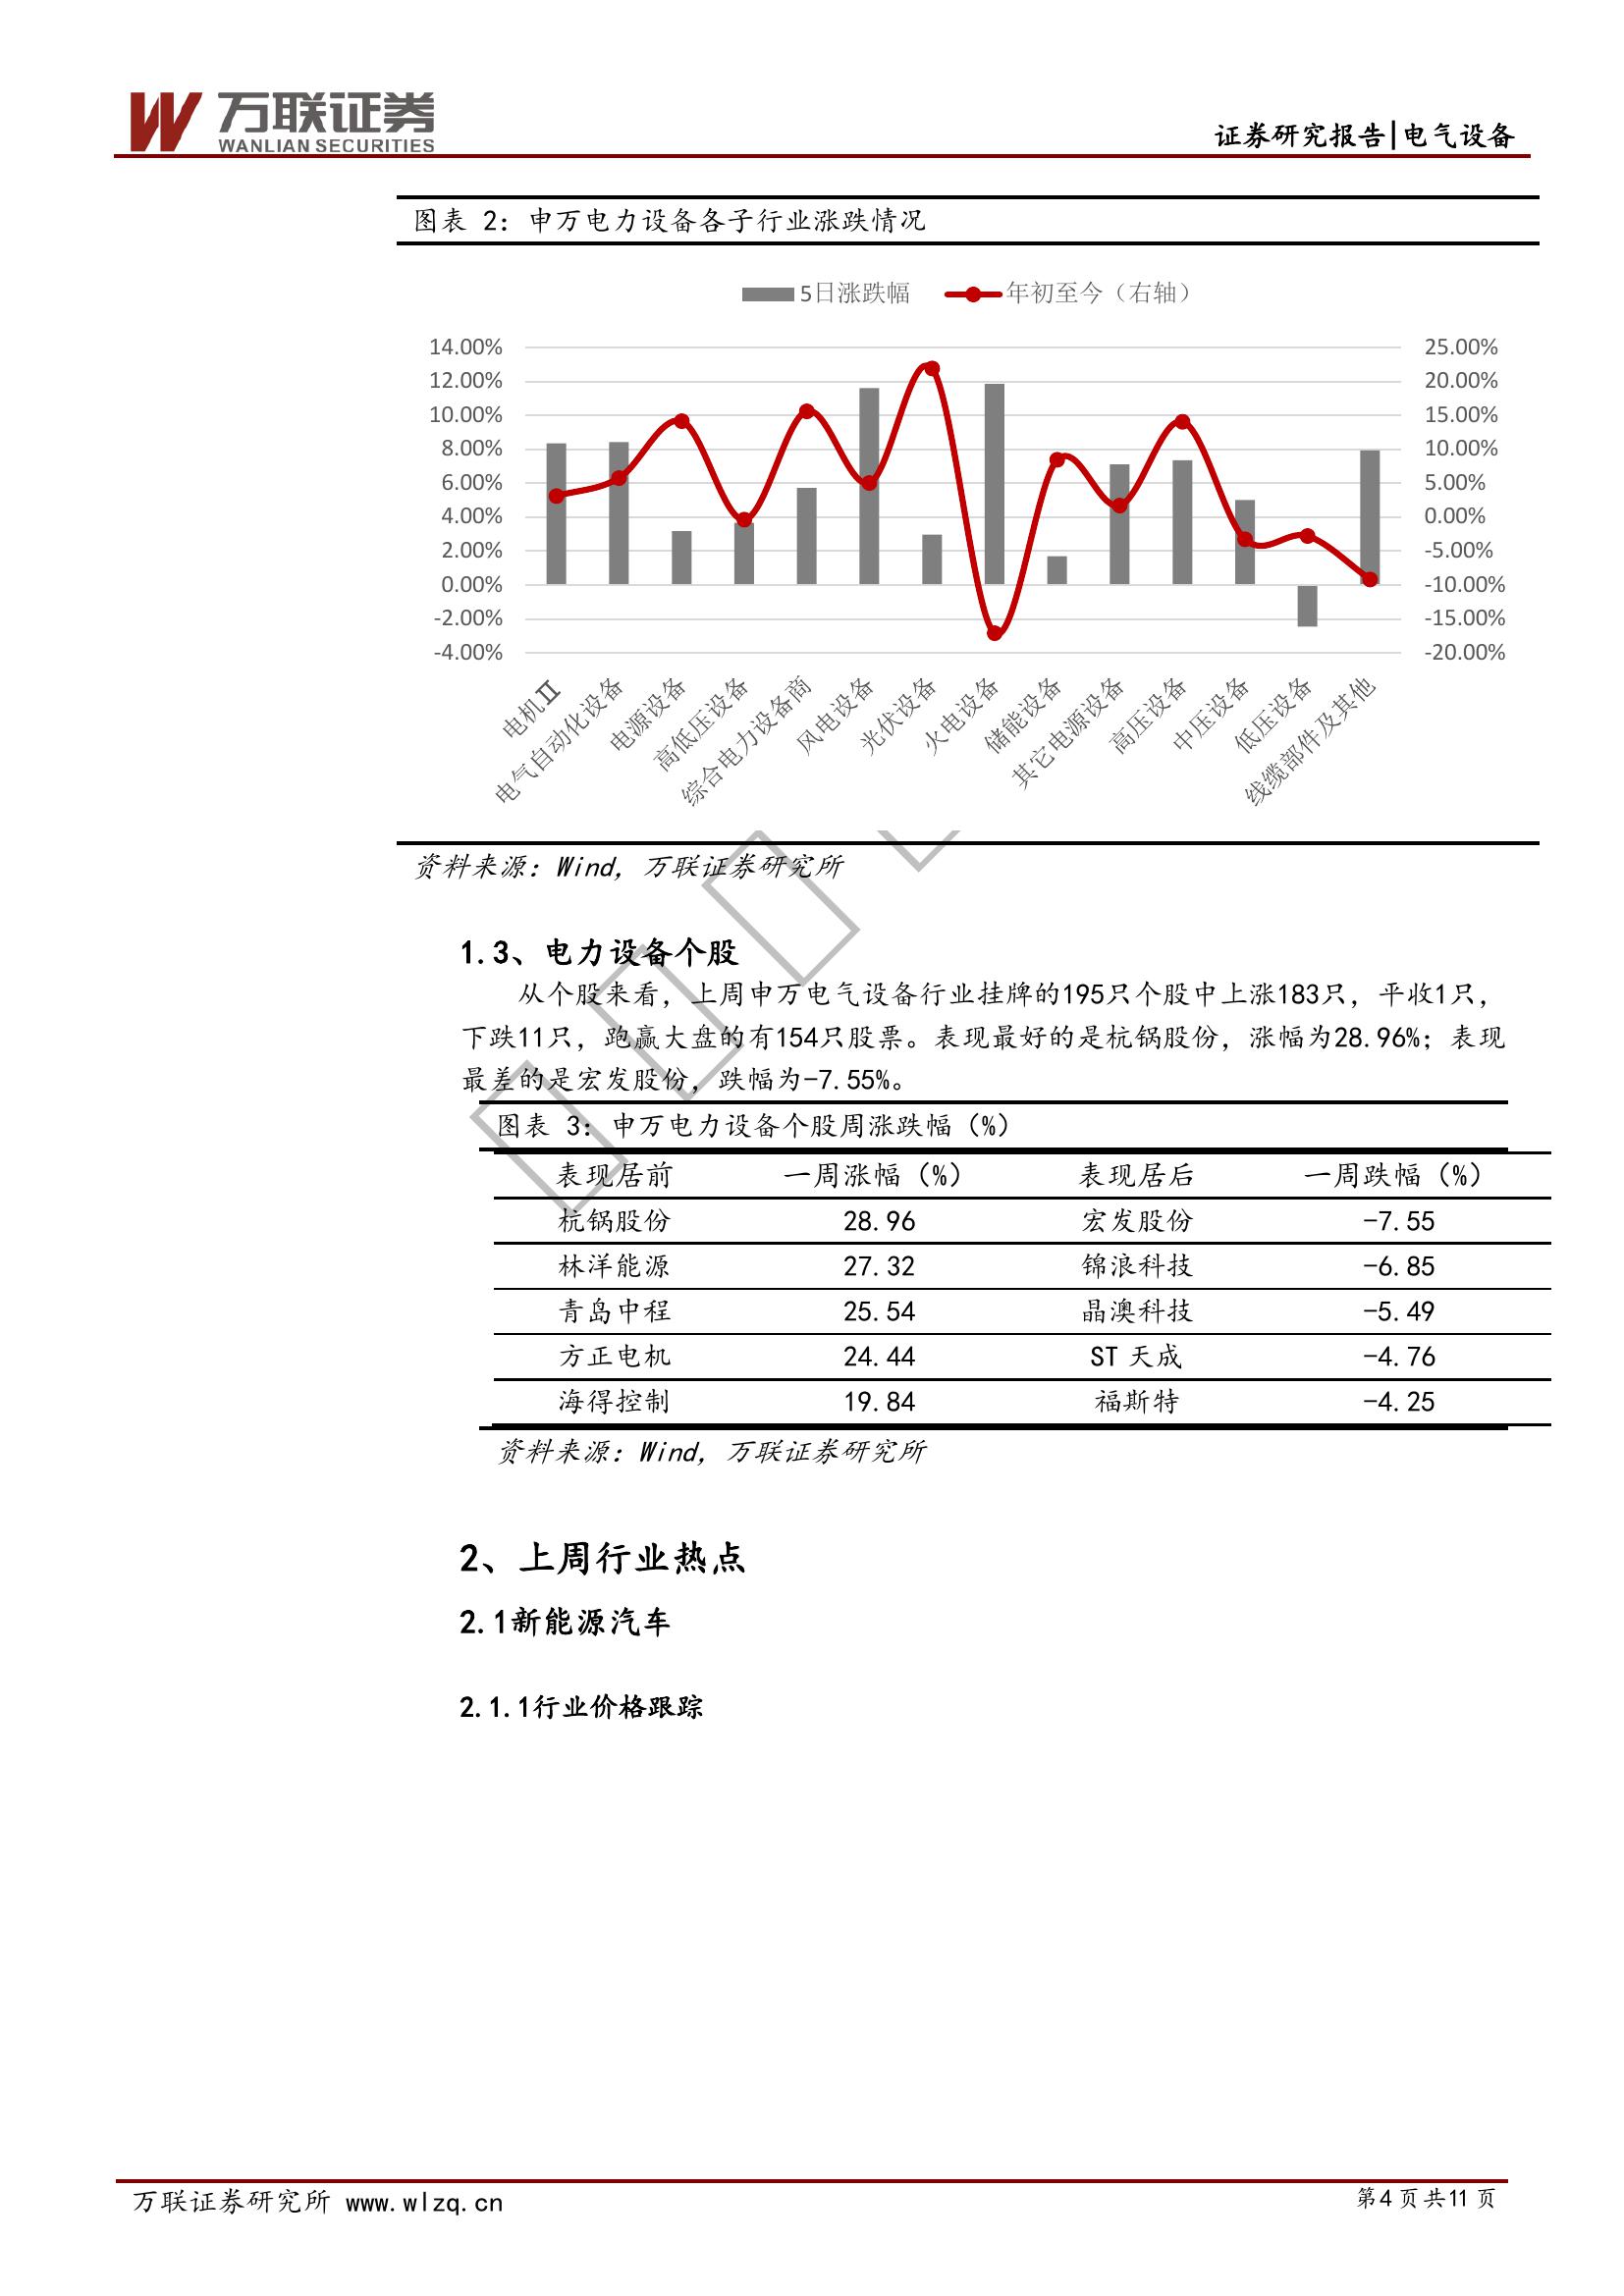 万联证券
WANLIAN SECURITIES
证券研究报告|电气设备
图表 2：申万电力设备各子行业涨跌情况
5日涨跌幅 年初至今（右轴）
14.00% 25.00%
12.00% 20.00%
10.00% 15.00%
8.00% 10.00%
6.00% 5.00%
4.00% 0.00%
2.00% -5.00%
0.00% -10.00%
-2.00% -15.00%
-4.00% -20.00%
电机Ⅱ
电气自动化设备
电源设备
高低压设备
综合电力设备商
风电设备
光伏设备
火电设备
储能设备
其它电源设备
高压设备
中压设备
低压设备
线缆部件及其他
资料来源：Wind，万联证券研究所
1.3、电力设备个股
从个股来看，上周申万电气设备行业挂牌的195只个股中上涨183只，平收1只，
下跌11只，跑赢大盘的有154只股票。表现最好的是杭锅股份，涨幅为28.96%；表现
最差的是宏发股份，跌幅为-7.55%。
图表 3：申万电力设备个股周涨跌幅（%）
表现居前 一周涨幅（%） 表现居后 一周跌幅（%）
杭锅股份 28.96 宏发股份 -7.55
林洋能源 27.32 锦浪科技 -6.85
青岛中程 25.54 晶澳科技 -5.49
方正电机 24.44 ST 天成 -4.76
海得控制 19.84 福斯特 -4.25
资料来源：Wind，万联证券研究所
2、上周行业热点
2.1新能源汽车
2.1.1行业价格跟踪
万联证券研究所 www.wlzq.cn 第4页共11页